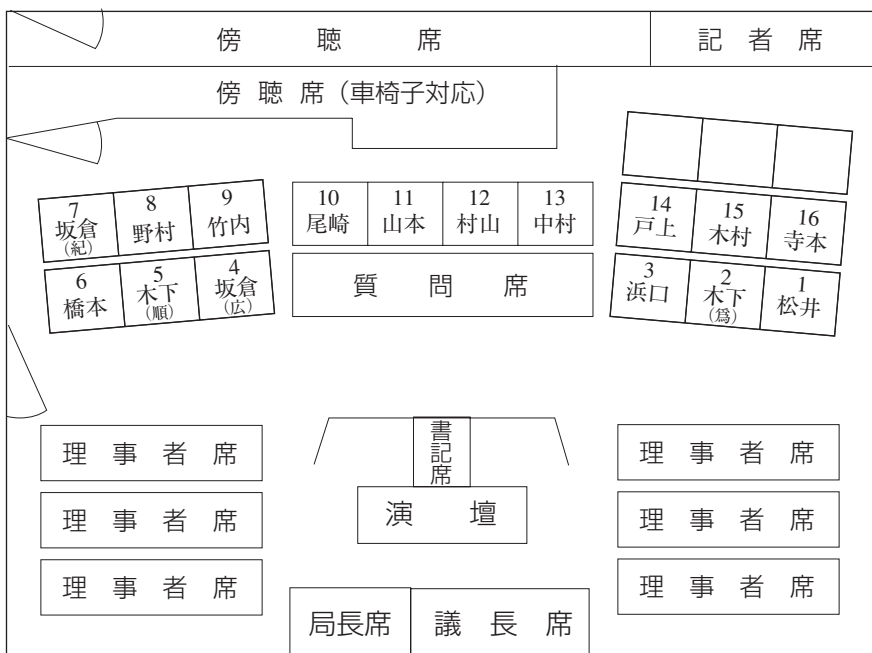 傍聴席
記者席
傍聴席（車椅子対応）
7
坂倉
（紀）
8
野村
9
竹内
10
尾崎
11
山本
12
村山
13
中村
14
戸上
15
木村
16
寺本
6
橋本
5
木下
（順）
4
坂倉
（広）
質問席
3
浜口
2
木下
（爲）
1
松井
書記席
理事者席
理事者席
演壇
理事者席
理事者席
理事者席
理事者席
局長席
議長席